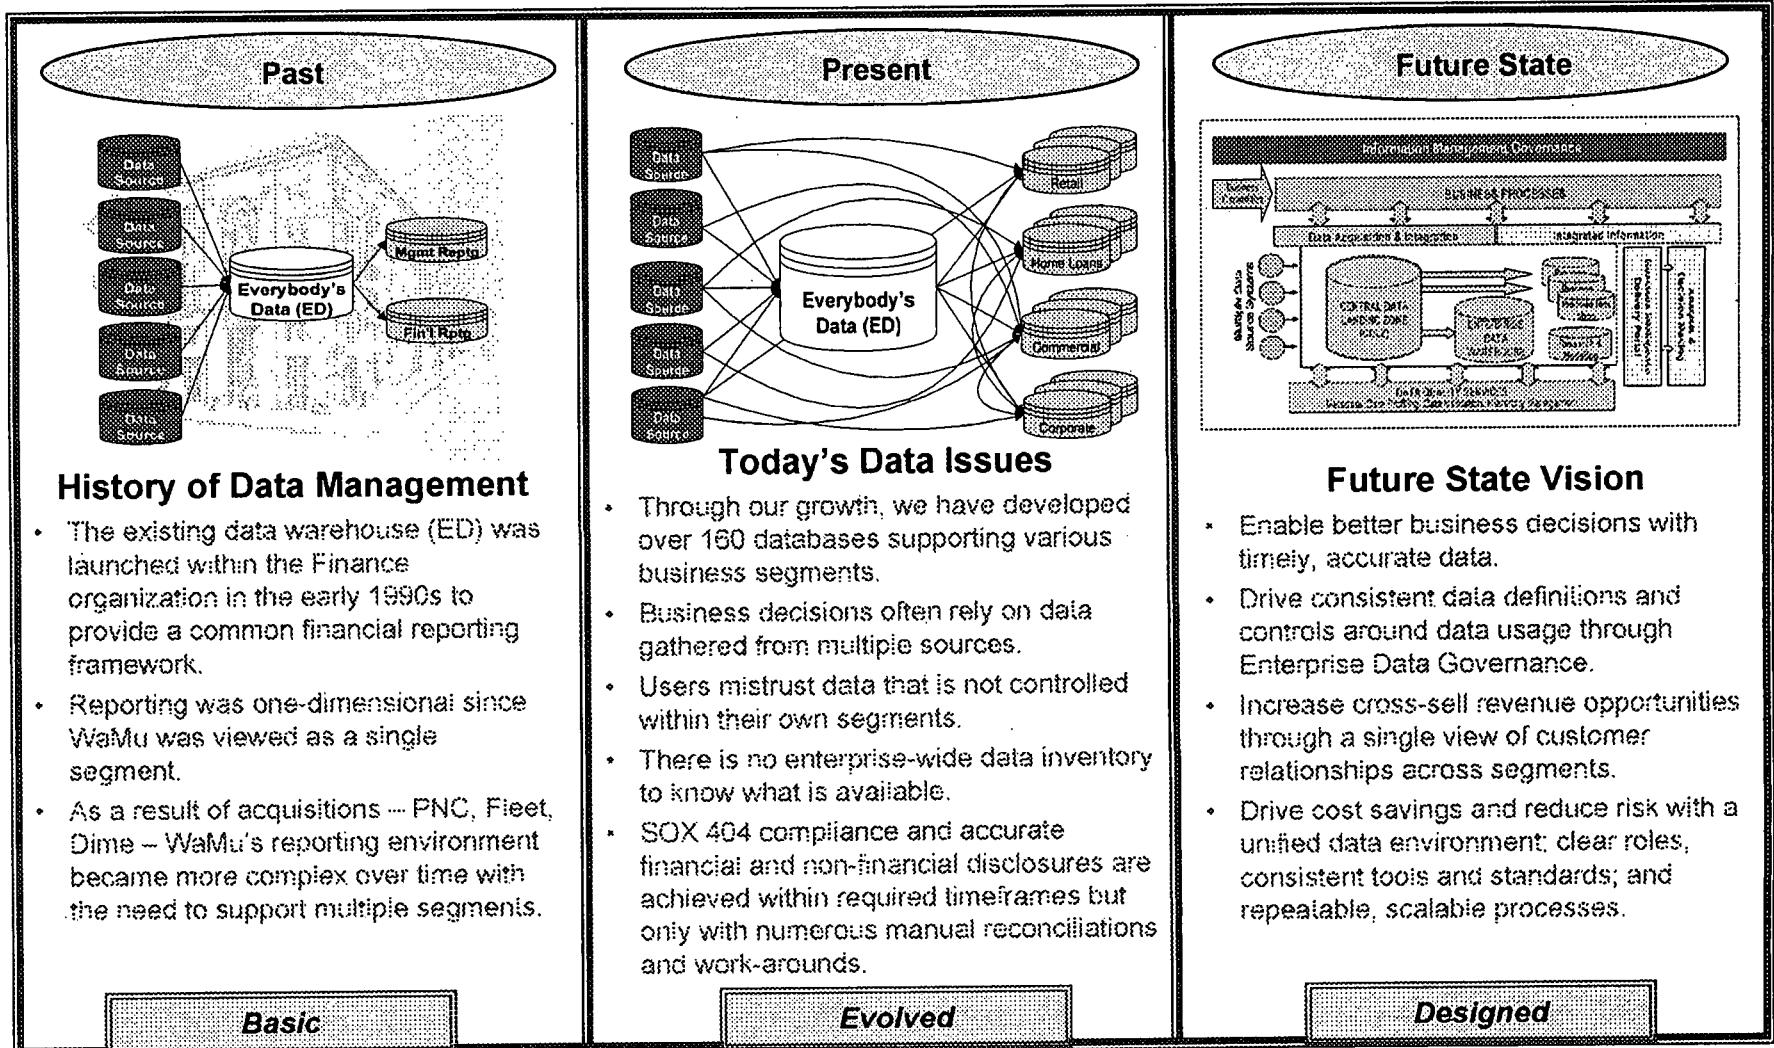 Past
Data
Source
Data
Source
Data
Source
Data
Source
Data
Source
Everybody's
Data (ED)
Mgmt Reptg
Fin'l Rptg
History of Data Management
• The existing data warehouse (ED) was
launched within the Finance
organization in the early 1990s to
provide a common financial reporting
framework.
• Reporting was one-dimensional since
WaMu was viewed as a single
segment.
• As a result of acquisitions – PNC, Fleet,
Dime – WaMu's reporting environment
became more complex over time with
the need to support multiple segments.
Basic
Present
Data
Source
Data
Source
Data
Source
Data
Source
Data
Source
Everybody's
Data (ED)
Retail
Home Loans
Commercial
Corporate
Today's Data Issues
• Through our growth, we have developed
over 160 databases supporting various
business segments.
• Business decisions often rely on data
gathered from multiple sources.
• Users mistrust data that is not controlled
within their own segments.
• There is no enterprise-wide data inventory
to know what is available.
• SOX 404 compliance and accurate
financial and non-financial disclosures are
achieved within required timeframes but
only with numerous manual reconciliations
and work-arounds.
Evolved
Future State
Information Management Governance
Business
BUSINESS PROCESSES
Data Acquisition & Integration
Integrated Information
CENTRAL DATA
LANDING ZONE
ENTERPRISE
DATA
WAREHOUSE
Future State Vision
• Enable better business decisions with
timely, accurate data.
• Drive consistent data definitions and
controls around data usage through
Enterprise Data Governance.
• Increase cross-sell revenue opportunities
through a single view of customer
relationships across segments.
• Drive cost savings and reduce risk with a
unified data environment; clear roles,
consistent tools and standards; and
repeatable, scalable processes.
Designed